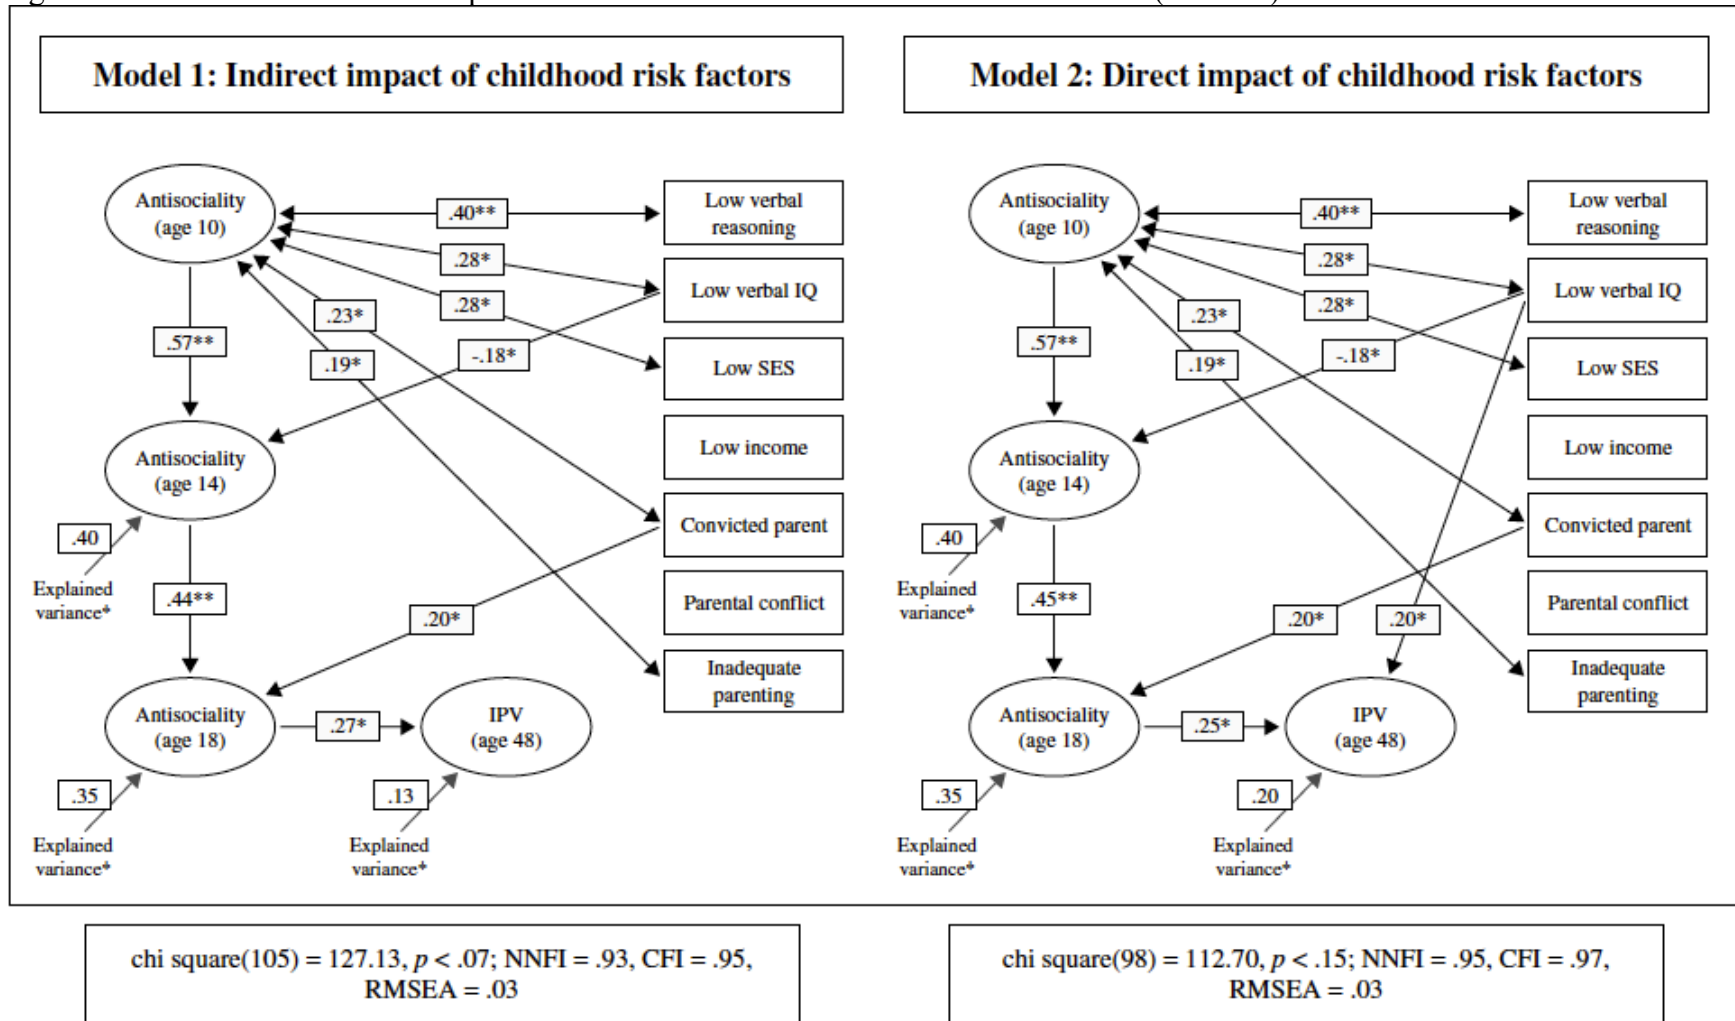 Model 1: Indirect impact of childhood risk factors
Antisociality
(age 10)
.40**
Low verbal
reasoning
.28*
Low verbal IQ
.28*
.23*
.57**
.19*
-.18*
Low SES
Low income
Antisociality
(age 14)
.40
Explained
variance*
Convicted parent
.44**
.20*
Parental conflict
Inadequate
parenting
Antisociality
(age 18)
.27*
IPV
(age 48)
.35
Explained
variance*
.13
Explained
variance*
chi square(105) = 127.13, p < .07; NNFI = .93, CFI = .95,
RMSEA = .03
Model 2: Direct impact of childhood risk factors
Antisociality
(age 10)
.40**
Low verbal
reasoning
.28*
Low verbal IQ
.28*
.23*
.57**
.19*
-.18*
Low SES
Low income
Antisociality
(age 14)
.40
Explained
variance*
Convicted parent
.45**
.20*
.20*
Parental conflict
Inadequate
parenting
Antisociality
(age 18)
.25*
IPV
(age 48)
.35
Explained
variance*
.20
Explained
variance*
chi square(98) = 112.70, p < .15; NNFI = .95, CFI = .97,
RMSEA = .03